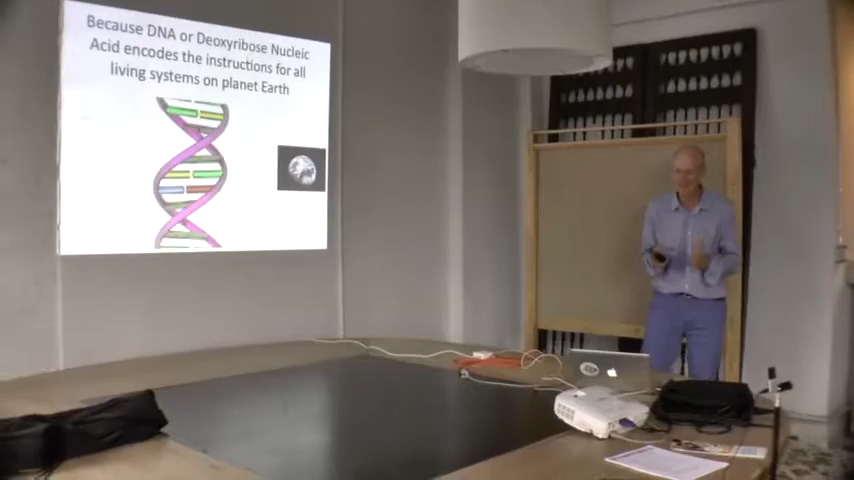 Because DNA or Deoxyribose Nucleic
Acid encodes the instructions for all
living systems on planet Earth